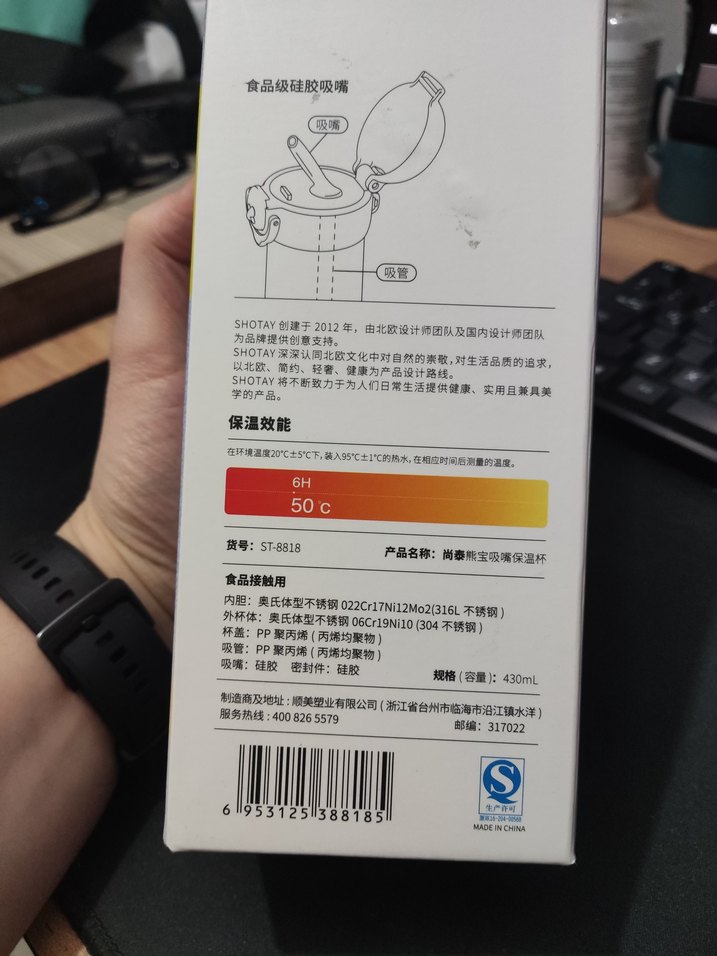 食品级硅胶吸嘴
吸嘴
吸管
SHOTAY 创建于 2012 年，由北欧设计师团队及国内设计师团队
为品牌提供创意支持。
SHOTAY 深深认同北欧文化中对自然的崇敬，对生活品质的追求，
以北欧、简约、轻奢、健康为产品设计路线。
SHOTAY 将不断致力于为人们日常生活提供健康、实用且兼具美
学的产品。
保温效能
在环境温度20℃±5℃下，装入95℃±1℃的热水，在相应时间后测量的温度。
6H
50℃
货号：ST-8818
产品名称：尚泰熊宝吸嘴保温杯
食品接触用
内胆：奥氏体型不锈钢 022Cr17Ni12Mo2(316L 不锈钢)
外杯体：奥氏体型不锈钢 06Cr19Ni10 (304 不锈钢)
杯盖：PP 聚丙烯 ( 丙烯均聚物 )
吸管：PP 聚丙烯 ( 丙烯均聚物 )
吸嘴：硅胶 密封件：硅胶
规格 ( 容量 )：430mL
制造商及地址：顺美塑业有限公司 ( 浙江省台州市临海市沿江镇水洋 )
服务热线：400 826 5579
邮编：317022
6 953125 388185
S
生产许可
浙XK16-204-00568
MADE IN CHINA